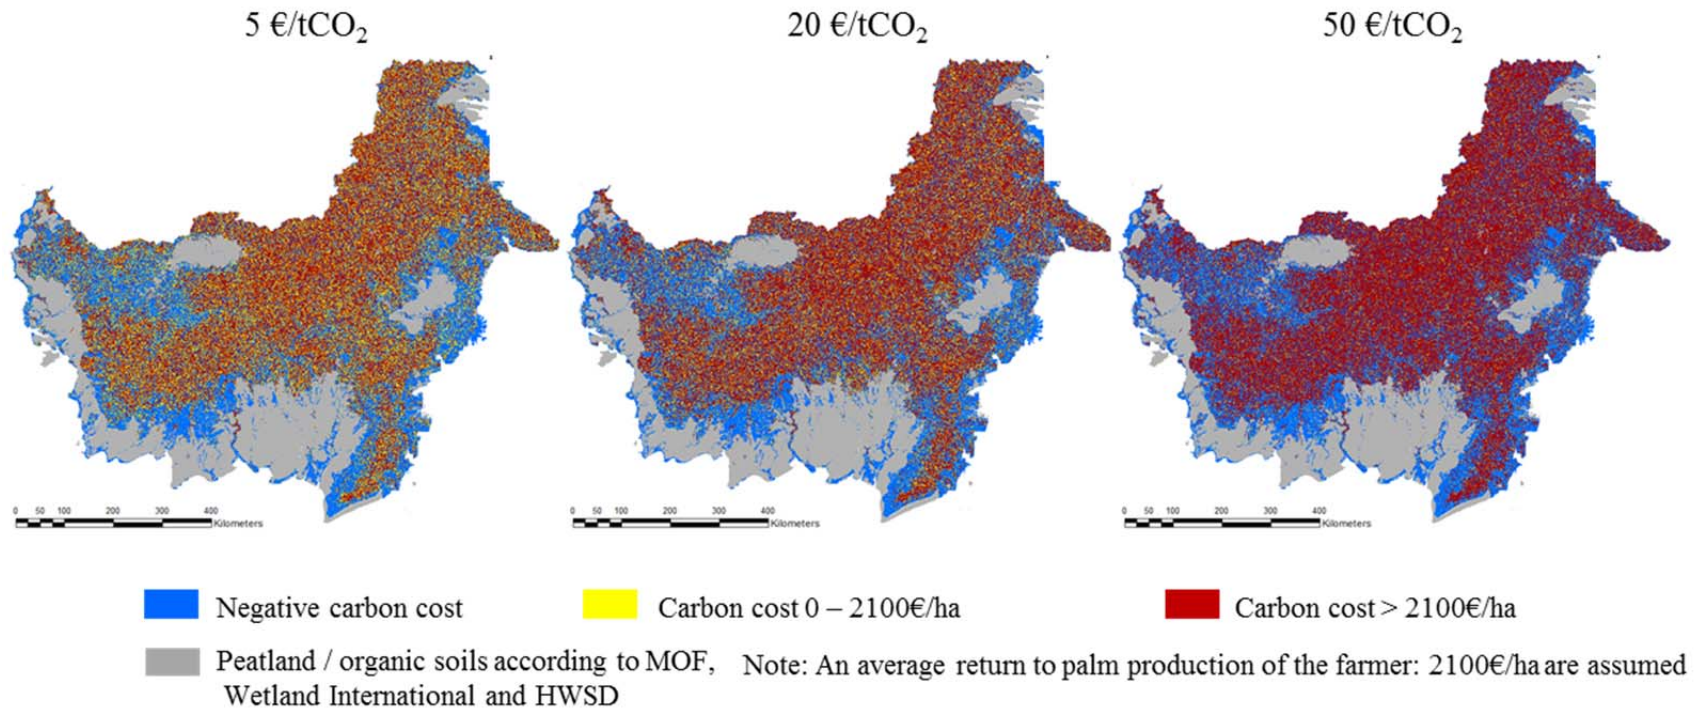 5 €/tCO₂ 20 €/tCO₂ 50 €/tCO₂
0 50 100 200 300 400 Kilometers
0 50 100 200 300 400 Kilometers
0 50 100 200 300 400 Kilometers
Negative carbon cost
Carbon cost 0 – 2100€/ha
Carbon cost > 2100€/ha
Peatland / organic soils according to MOF,
Wetland International and HWSD
Note: An average return to palm production of the farmer: 2100€/ha are assumed